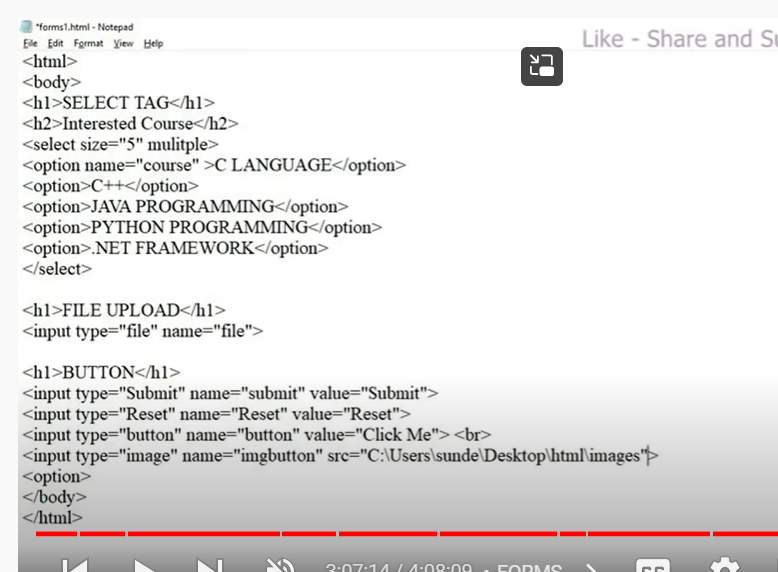 *forms1.html - Notepad
File Edit Format View Help
Like - Share and
<html>
<body>
<h1>SELECT TAG</h1>
<h2>Interested Course</h2>
<select size="5" mulitple>
<option name="course" >C LANGUAGE</option>
<option>C++</option>
<option>JAVA PROGRAMMING</option>
<option>PYTHON PROGRAMMING</option>
<option>.NET FRAMEWORK</option>
</select>
<h1>FILE UPLOAD</h1>
<input type="file" name="file">
<h1>BUTTON</h1>
<input type="Submit" name="submit" value="Submit">
<input type="Reset" name="Reset" value="Reset">
<input type="button" name="button" value="Click Me"> <br>
<input type="image" name="imgbutton" src="C:\Users\sunde\Desktop\html\images">
<option>
</body>
</html>
3:07:14 / 4:08:09 • FORMS